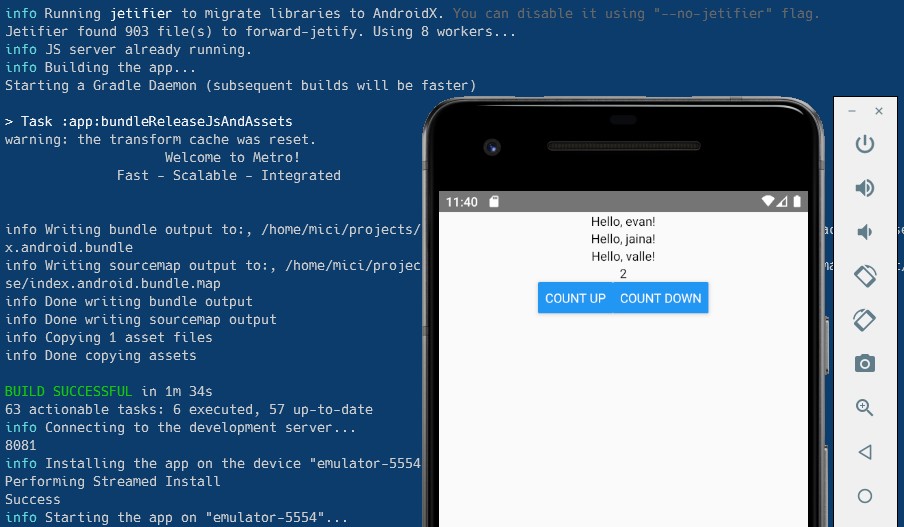 info Running jetifier to migrate libraries to AndroidX. You can disable it using "--no-jetifier" flag.
Jetifier found 903 file(s) to forward-jetify. Using 8 workers...
info JS server already running.
info Building the app...
Starting a Gradle Daemon (subsequent builds will be faster)
> Task :app:bundleReleaseJsAndAssets
warning: the transform cache was reset.
Welcome to Metro!
Fast - Scalable - Integrated
info Writing bundle output to:, /home/mici/projects/
x.android.bundle
info Writing sourcemap output to:, /home/mici/projec
se/index.android.bundle.map
info Done writing bundle output
info Done writing sourcemap output
info Copying 1 asset files
info Done copying assets
BUILD SUCCESSFUL in 1m 34s
63 actionable tasks: 6 executed, 57 up-to-date
info Connecting to the development server...
8081
info Installing the app on the device "emulator-5554
Performing Streamed Install
Success
info Starting the app on "emulator-5554"...
11:40
Hello, evan!
Hello, jaina!
Hello, valle!
2
COUNT UP COUNT DOWN